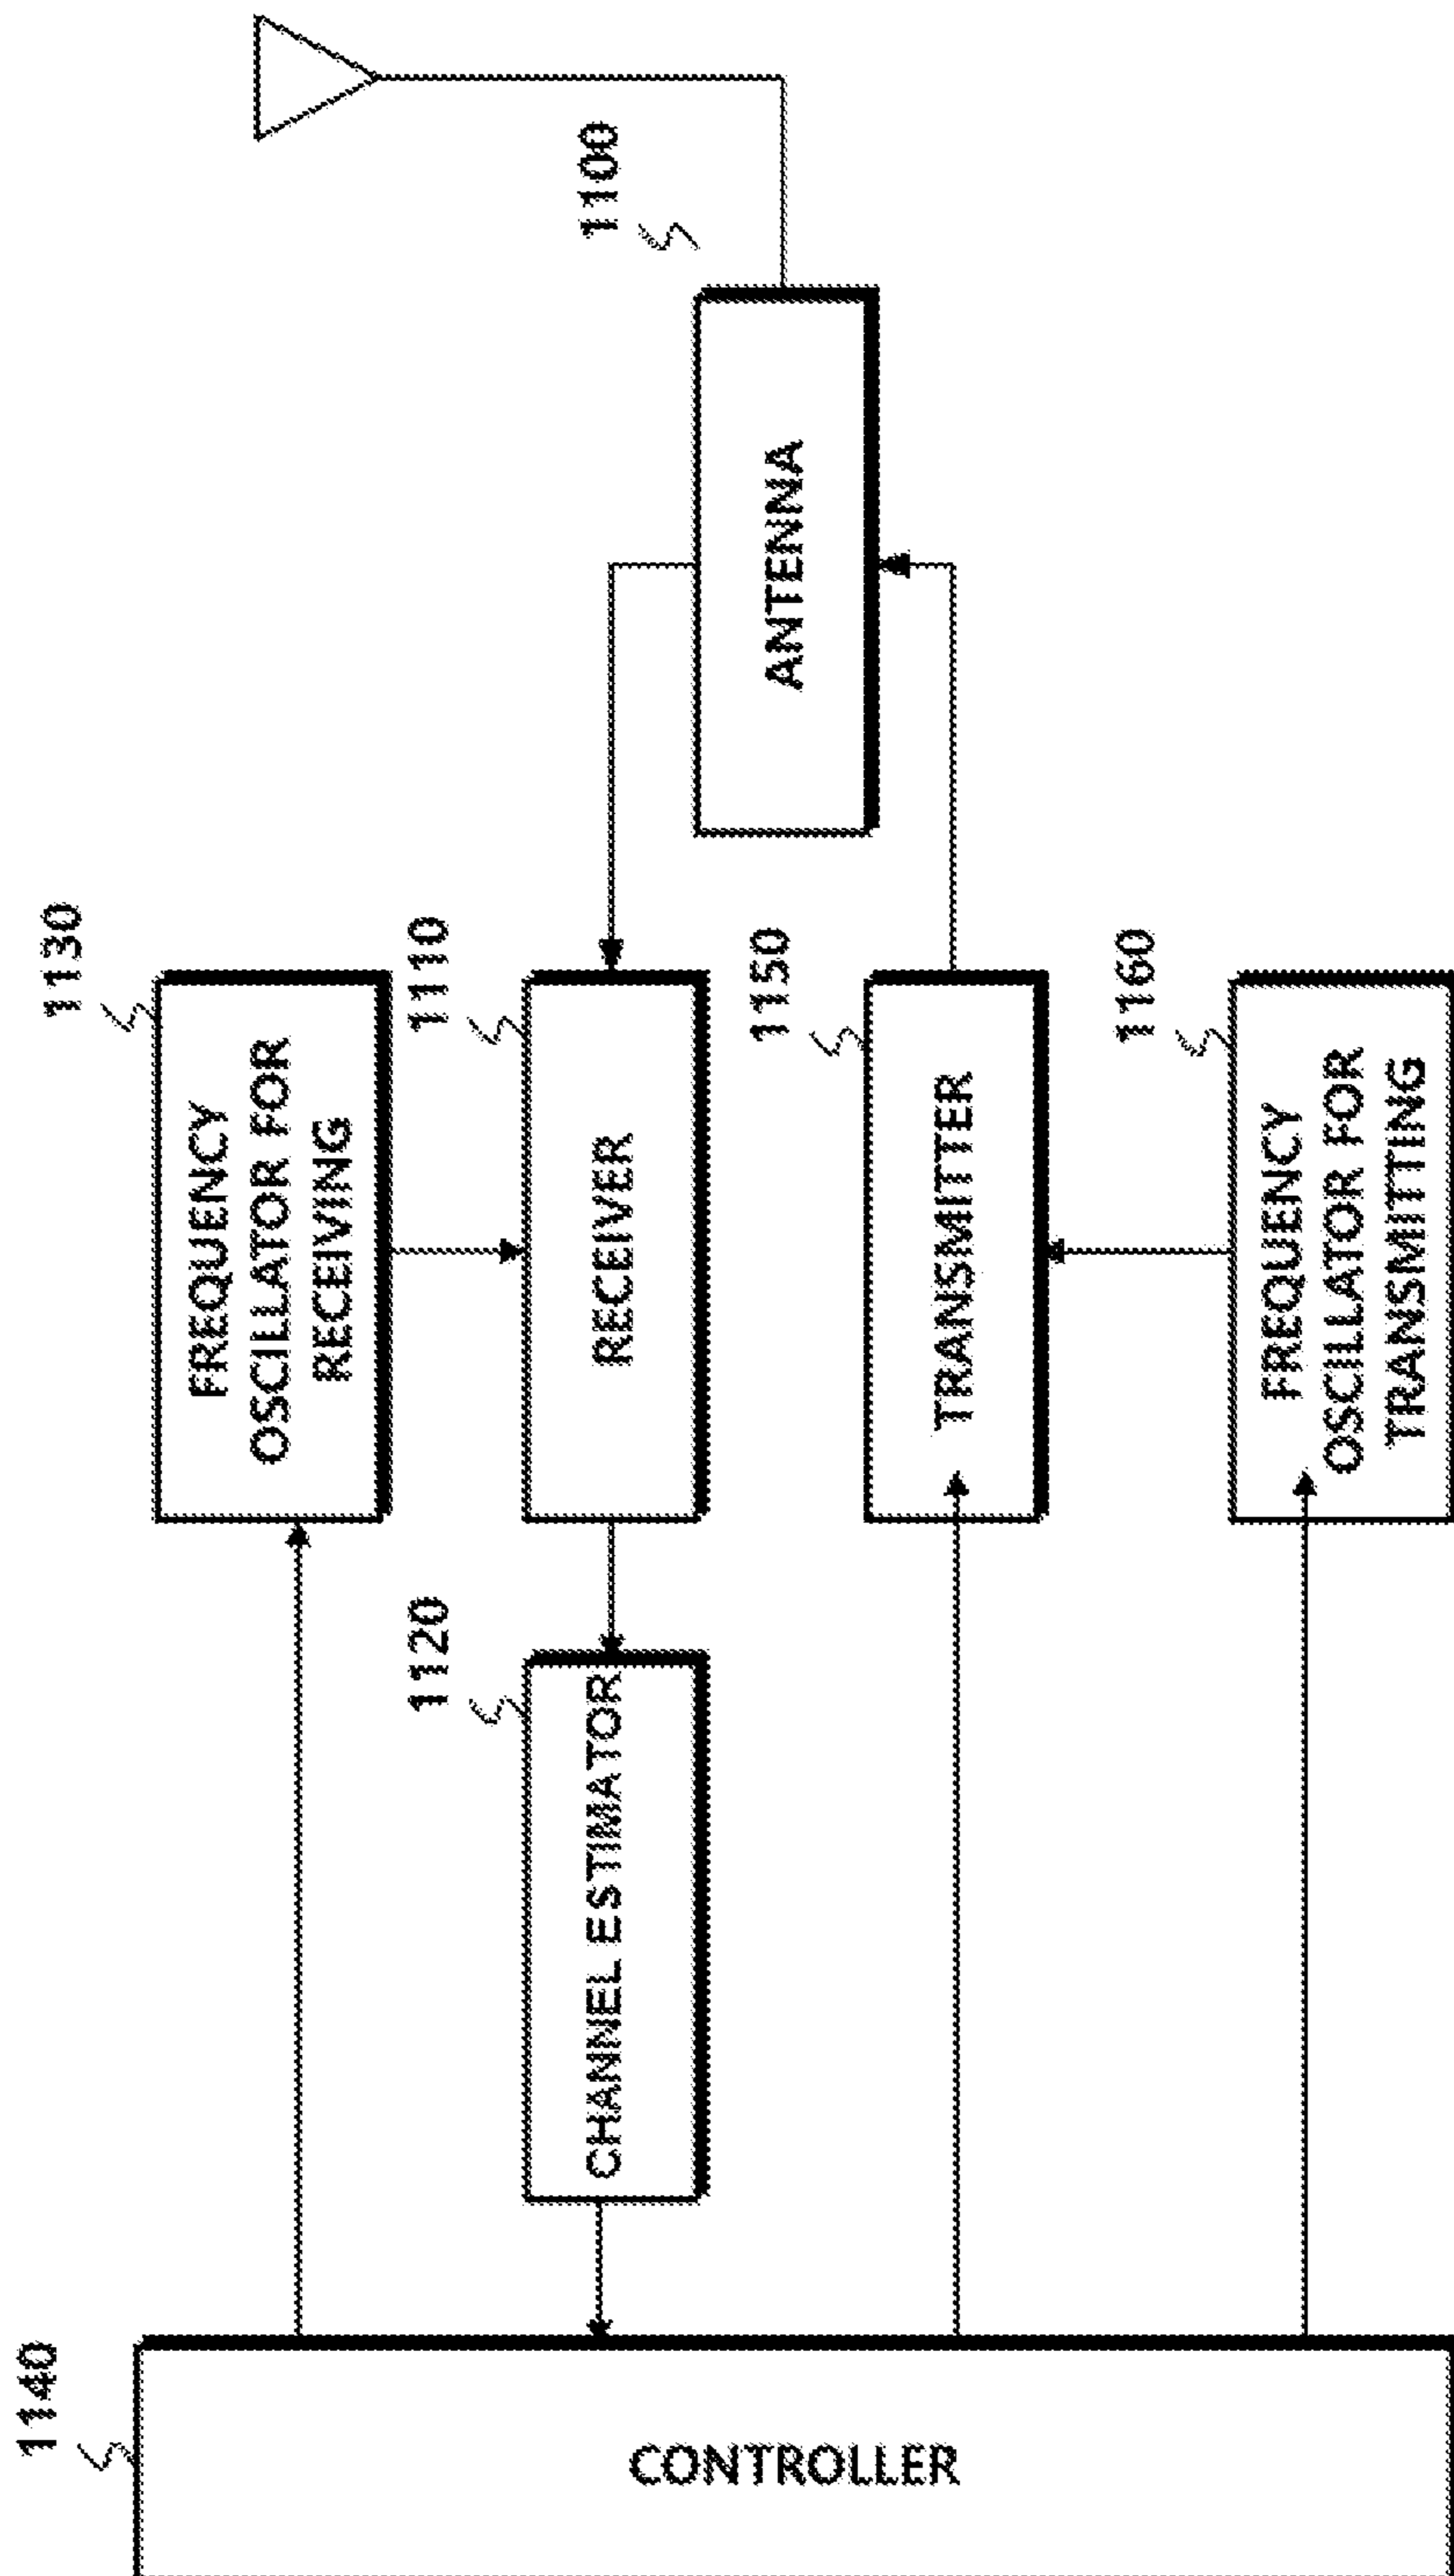 1130
FREQUENCY
OSCILLATOR FOR
RECEIVING
1110
RECEIVER
1120
CHANNEL ESTIMATOR
1140
CONTROLLER
1100
ANTENNA
1150
TRANSMITTER
1160
FREQUENCY
OSCILLATOR FOR
TRANSMITTING